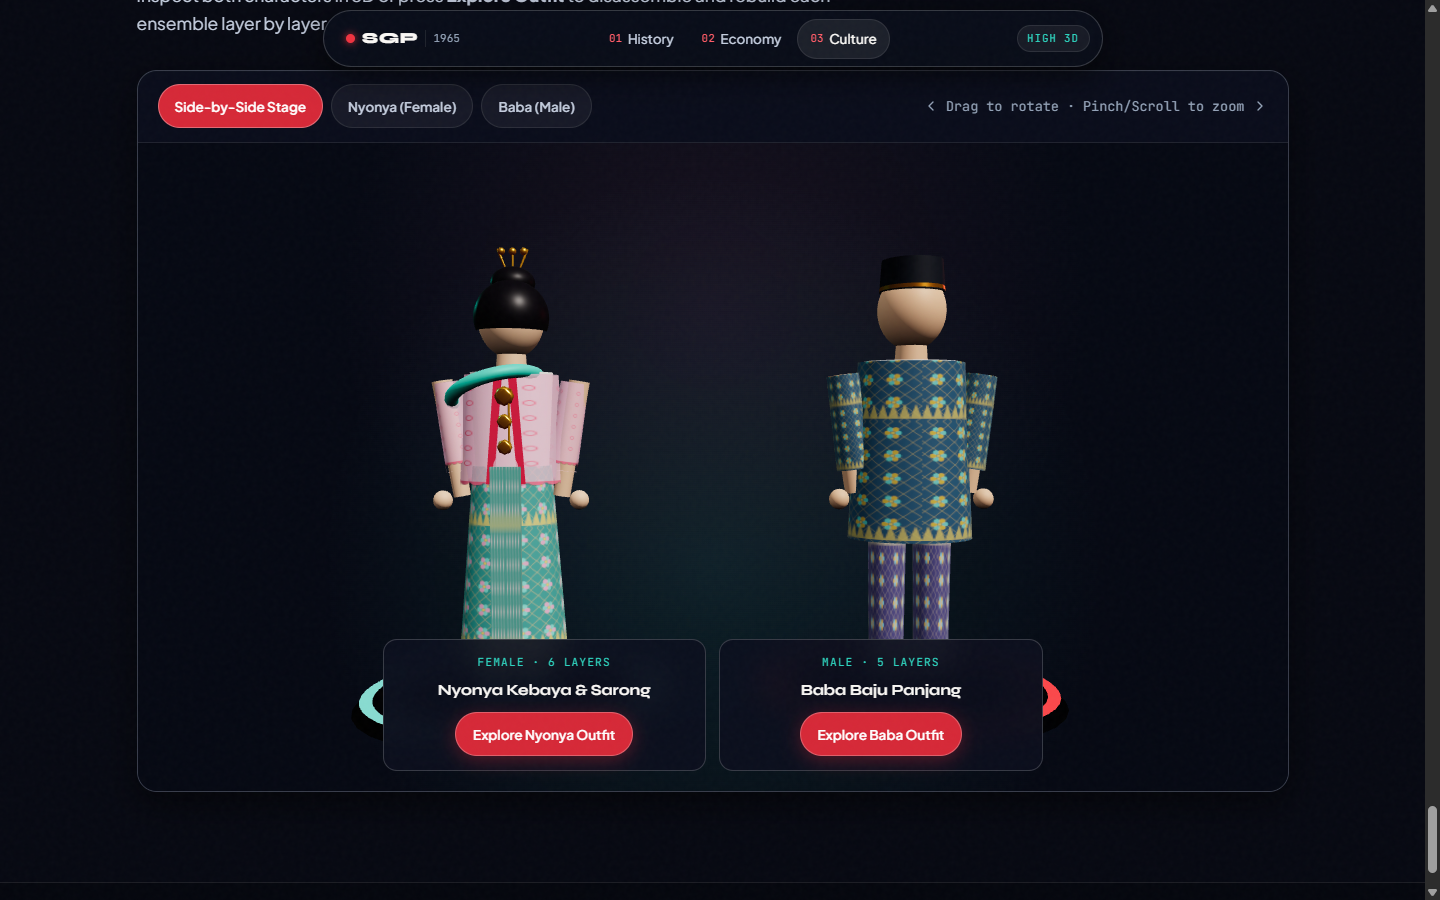 ensemble layer by layer
SGP 1965 01 History 02 Economy 03 Culture HIGH 3D
Side-by-Side Stage Nyonya (Female) Baba (Male) Drag to rotate · Pinch/Scroll to zoom
FEMALE · 6 LAYERS
Nyonya Kebaya & Sarong
Explore Nyonya Outfit
MALE · 5 LAYERS
Baba Baju Panjang
Explore Baba Outfit